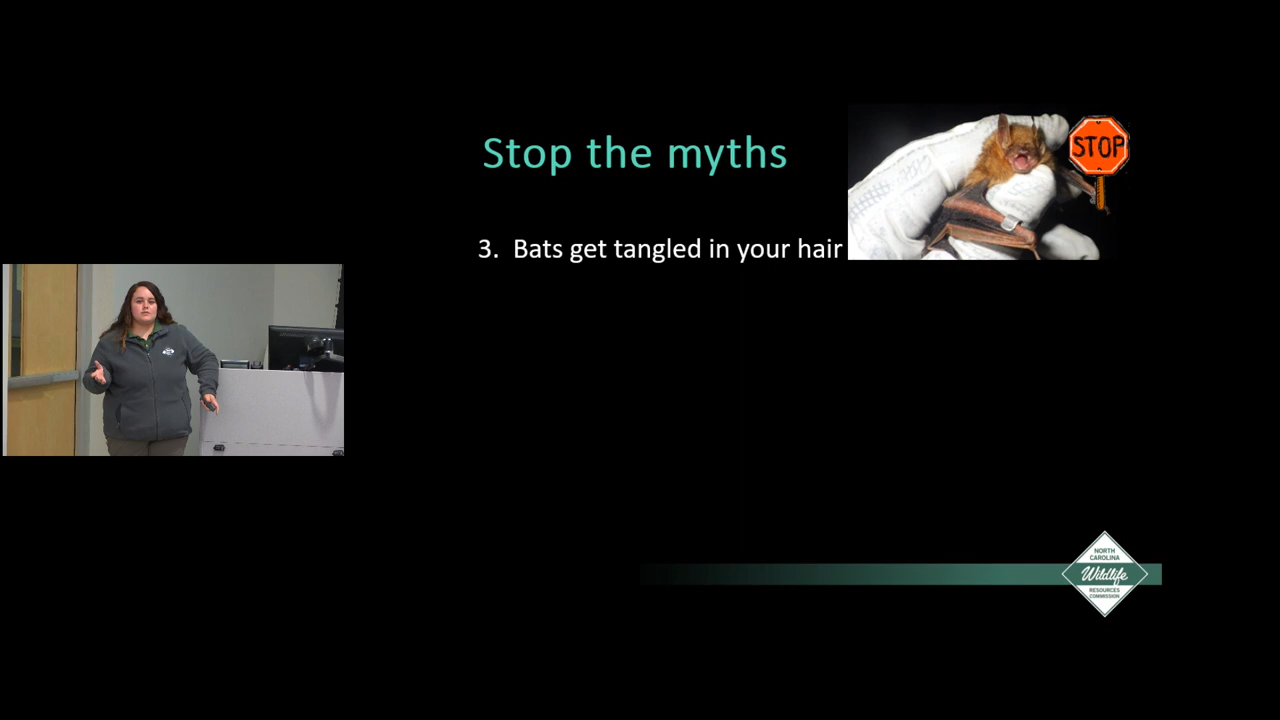 Stop the myths
STOP
3. Bats get tangled in your hair
NORTH
CAROLINA
Wildlife
RESOURCES
COMMISSION